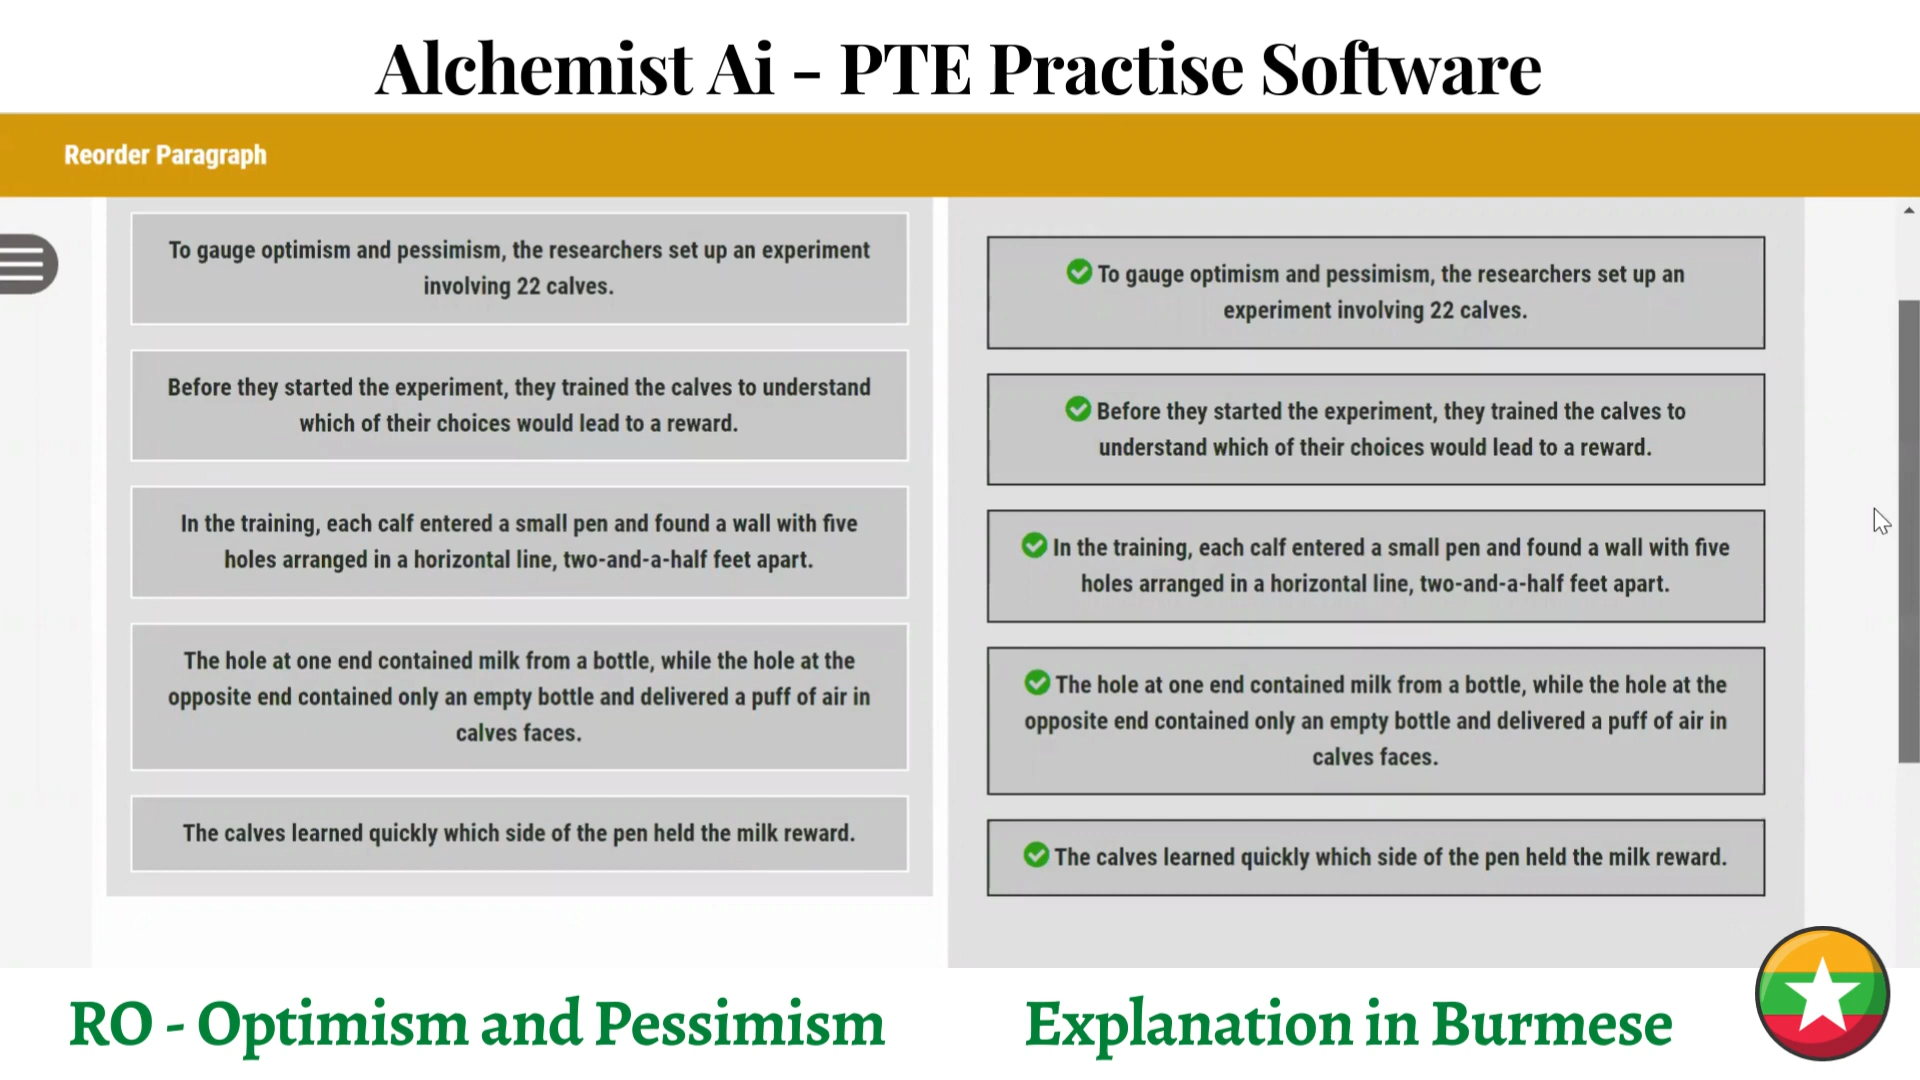 Alchemist Ai - PTE Practise Software
Reorder Paragraph
To gauge optimism and pessimism, the researchers set up an experiment
involving 22 calves.
Before they started the experiment, they trained the calves to understand
which of their choices would lead to a reward.
In the training, each calf entered a small pen and found a wall with five
holes arranged in a horizontal line, two-and-a-half feet apart.
The hole at one end contained milk from a bottle, while the hole at the
opposite end contained only an empty bottle and delivered a puff of air in
calves faces.
The calves learned quickly which side of the pen held the milk reward.
To gauge optimism and pessimism, the researchers set up an
experiment involving 22 calves.
Before they started the experiment, they trained the calves to
understand which of their choices would lead to a reward.
In the training, each calf entered a small pen and found a wall with five
holes arranged in a horizontal line, two-and-a-half feet apart.
The hole at one end contained milk from a bottle, while the hole at the
opposite end contained only an empty bottle and delivered a puff of air in
calves faces.
The calves learned quickly which side of the pen held the milk reward.
RO - Optimism and Pessimism
Explanation in Burmese